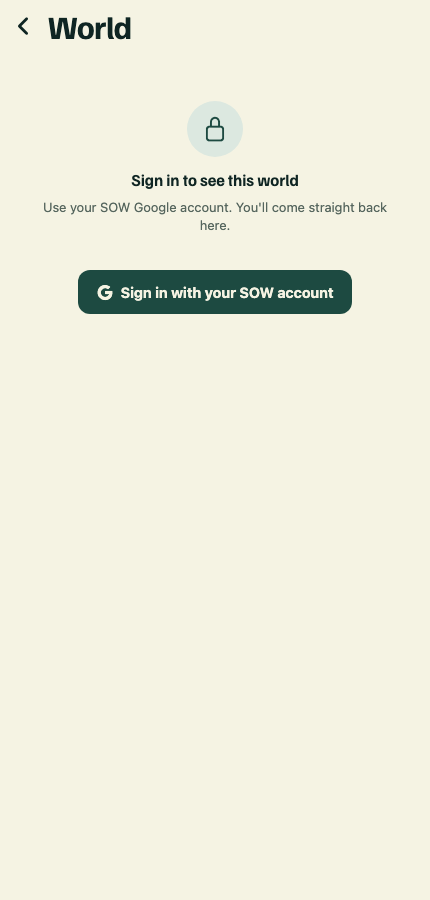 World
Sign in to see this world
Use your SOW Google account. You'll come straight back
here.
Sign in with your SOW account